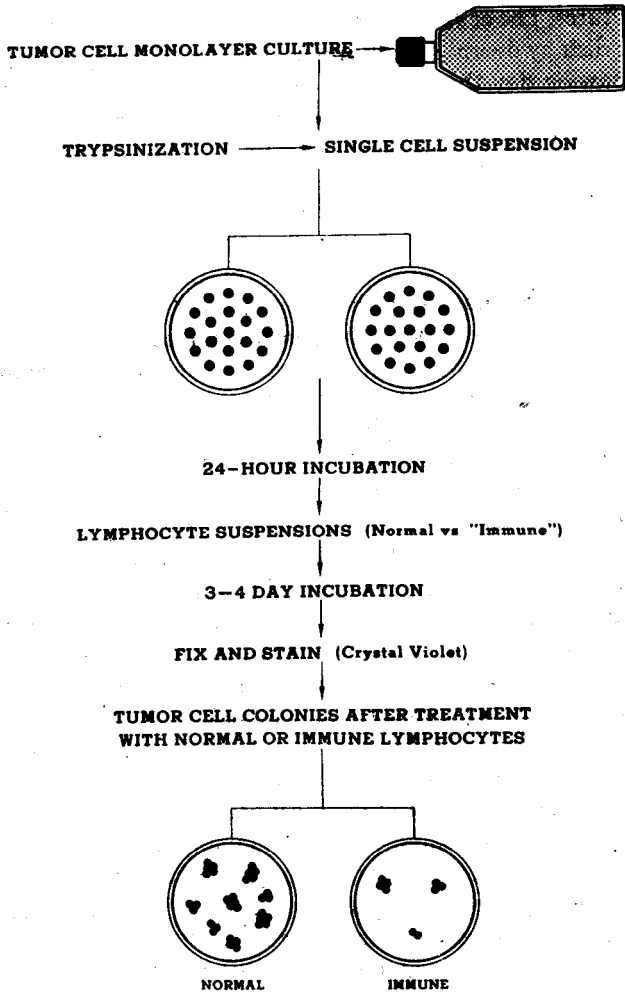 TUMOR CELL MONOLAYER CULTURE
TRYPSINIZATION
SINGLE CELL SUSPENSION
24-HOUR INCUBATION
LYMPHOCYTE SUSPENSIONS (Normal vs "Immune")
3-4 DAY INCUBATION
FIX AND STAIN (Crystal Violet)
TUMOR CELL COLONIES AFTER TREATMENT
WITH NORMAL OR IMMUNE LYMPHOCYTES
NORMAL
IMMUNE